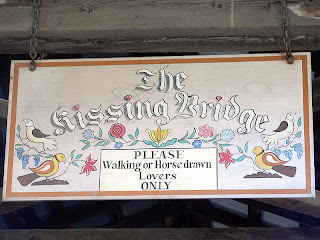 The
Kissing Bridge
PLEASE
Walking or Horse drawn
Lovers
ONLY